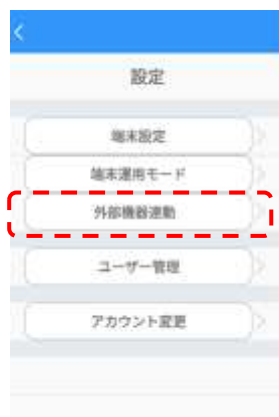 設定
端末設定
端末運用モード
外部機器連動
ユーザー管理
アカウント変更